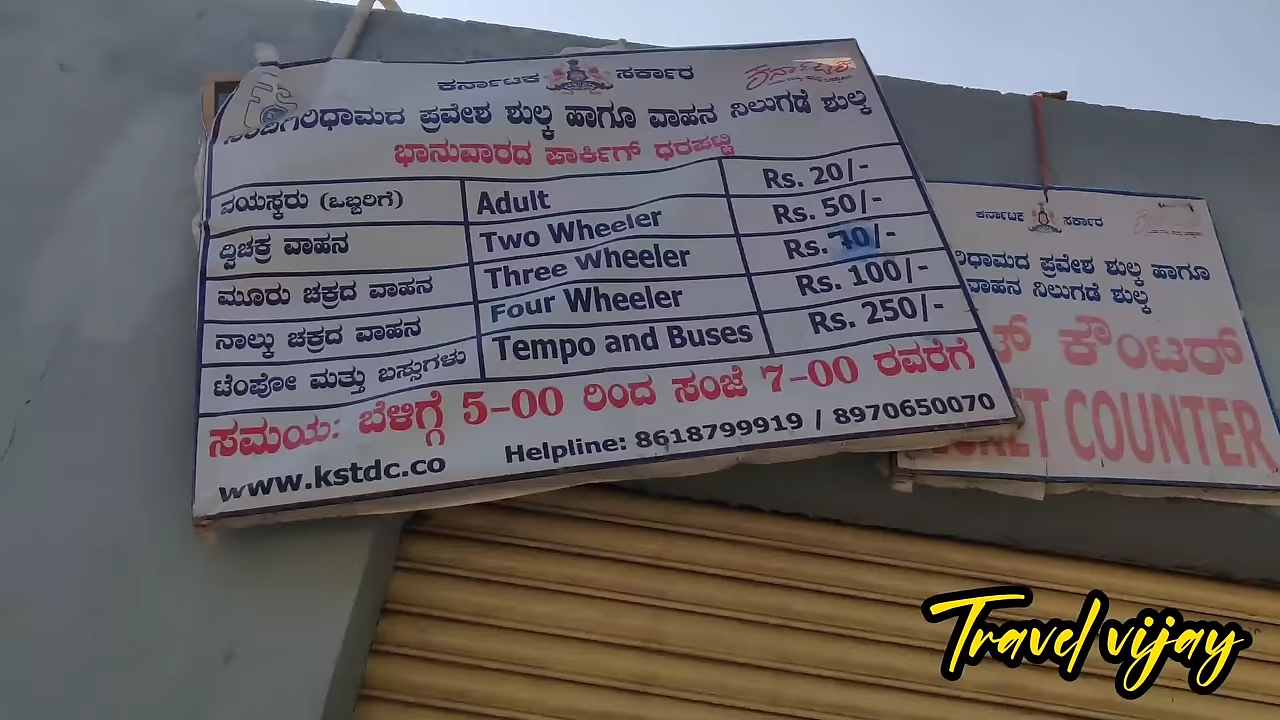 ಕರ್ನಾಟಕ ಸರ್ಕಾರ
ನಂದಿಗಿರಿಧಾಮದ ಪ್ರವೇಶ ಶುಲ್ಕ ಹಾಗೂ ವಾಹನ ನಿಲುಗಡೆ ಶುಲ್ಕ
ಭಾನುವಾರದ ಪಾರ್ಕಿಗ್ ಧರಪಟ್ಟಿ
ವಯಸ್ಕರು (ಒಬ್ಬರಿಗೆ) Adult Rs. 20/-
ದ್ವಿಚಕ್ರ ವಾಹನ Two Wheeler Rs. 50/-
ಮೂರು ಚಕ್ರದ ವಾಹನ Three Wheeler Rs. 70/-
ನಾಲ್ಕು ಚಕ್ರದ ವಾಹನ Four Wheeler Rs. 100/-
ಟೆಂಪೋ ಮತ್ತು ಬಸ್ಸುಗಳು Tempo and Buses Rs. 250/-
ಸಮಯ: ಬೆಳಿಗ್ಗೆ 5-00 ರಿಂದ ಸಂಜೆ 7-00 ರವರೆಗೆ
www.kstdc.co Helpline: 8618799919 / 8970650070
ಕರ್ನಾಟಕ ಸರ್ಕಾರ
ಪ್ರವೇಶ ಶುಲ್ಕ ಹಾಗೂ
ವಾಹನ ನಿಲುಗಡೆ ಶುಲ್ಕ
ಕೌಂಟರ್
COUNTER
Travel vijay